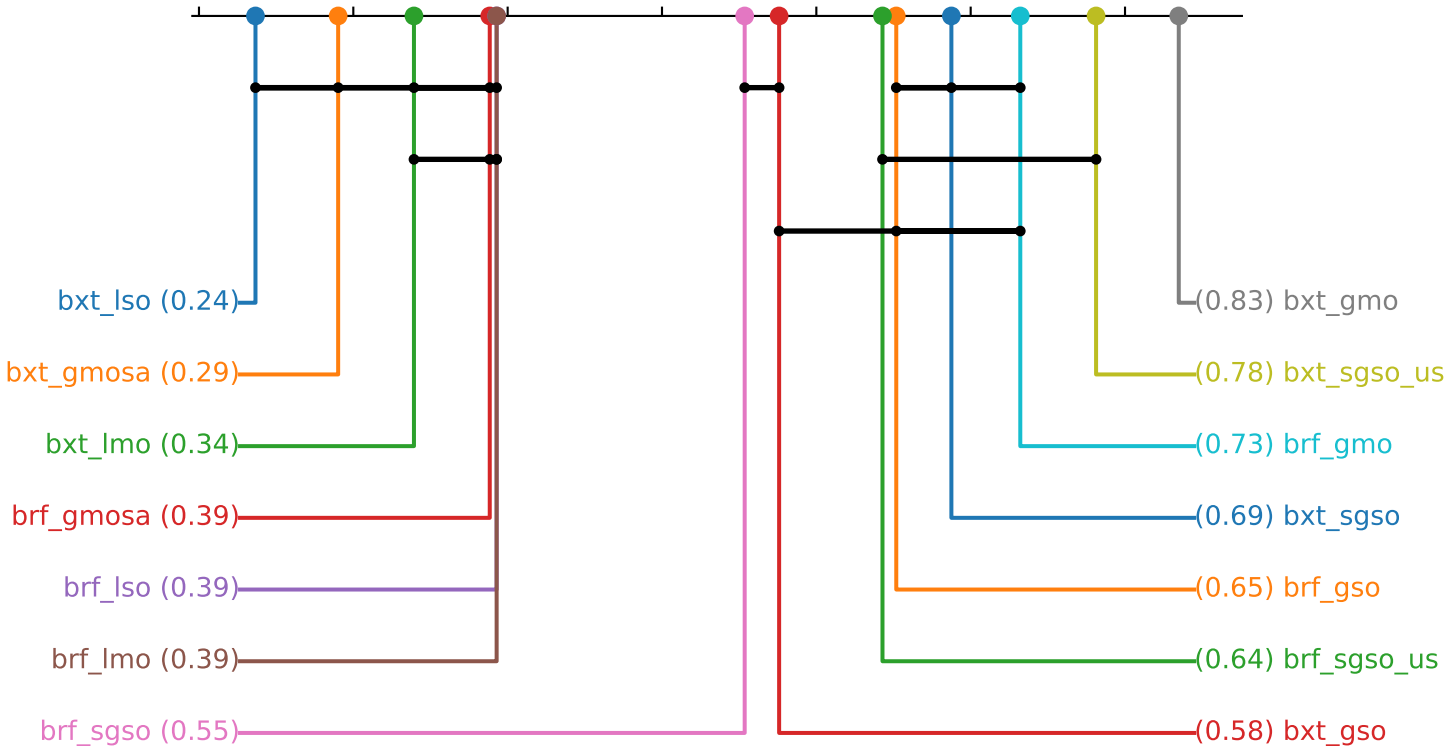 bxt_lso (0.24)
(0.83) bxt_gmo
bxt_gmosa (0.29)
(0.78) bxt_sgso_us
bxt_lmo (0.34)
(0.73) brf_gmo
brf_gmosa (0.39)
(0.69) bxt_sgso
brf_lso (0.39)
(0.65) brf_gso
brf_lmo (0.39)
(0.64) brf_sgso_us
brf_sgso (0.55)
(0.58) bxt_gso